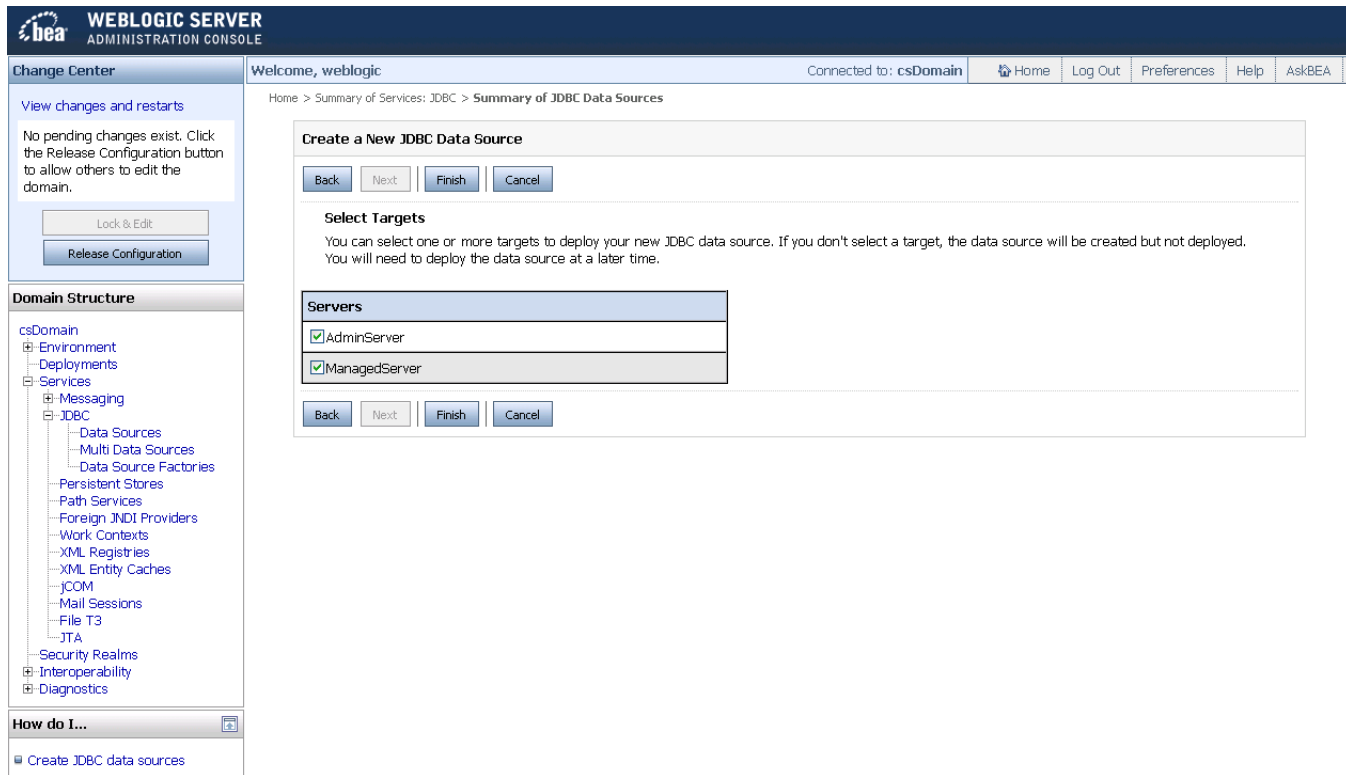 bea
WEBLOGIC SERVER
ADMINISTRATION CONSOLE
Change Center
View changes and restarts
No pending changes exist. Click
the Release Configuration button
to allow others to edit the
domain.
Lock & Edit
Release Configuration
Domain Structure
csDomain
Environment
Deployments
Services
Messaging
JDBC
Data Sources
Multi Data Sources
Data Source Factories
Persistent Stores
Path Services
Foreign JNDI Providers
Work Contexts
XML Registries
XML Entity Caches
jCOM
Mail Sessions
File T3
JTA
Security Realms
Interoperability
Diagnostics
How do I...
Create JDBC data sources
Welcome, weblogic
Connected to: csDomain
Home
Log Out
Preferences
Help
AskBEA
Home > Summary of Services: JDBC > Summary of JDBC Data Sources
Create a New JDBC Data Source
Back Next Finish Cancel
Select Targets
You can select one or more targets to deploy your new JDBC data source. If you don't select a target, the data source will be created but not deployed.
You will need to deploy the data source at a later time.
Servers
AdminServer
ManagedServer
Back Next Finish Cancel